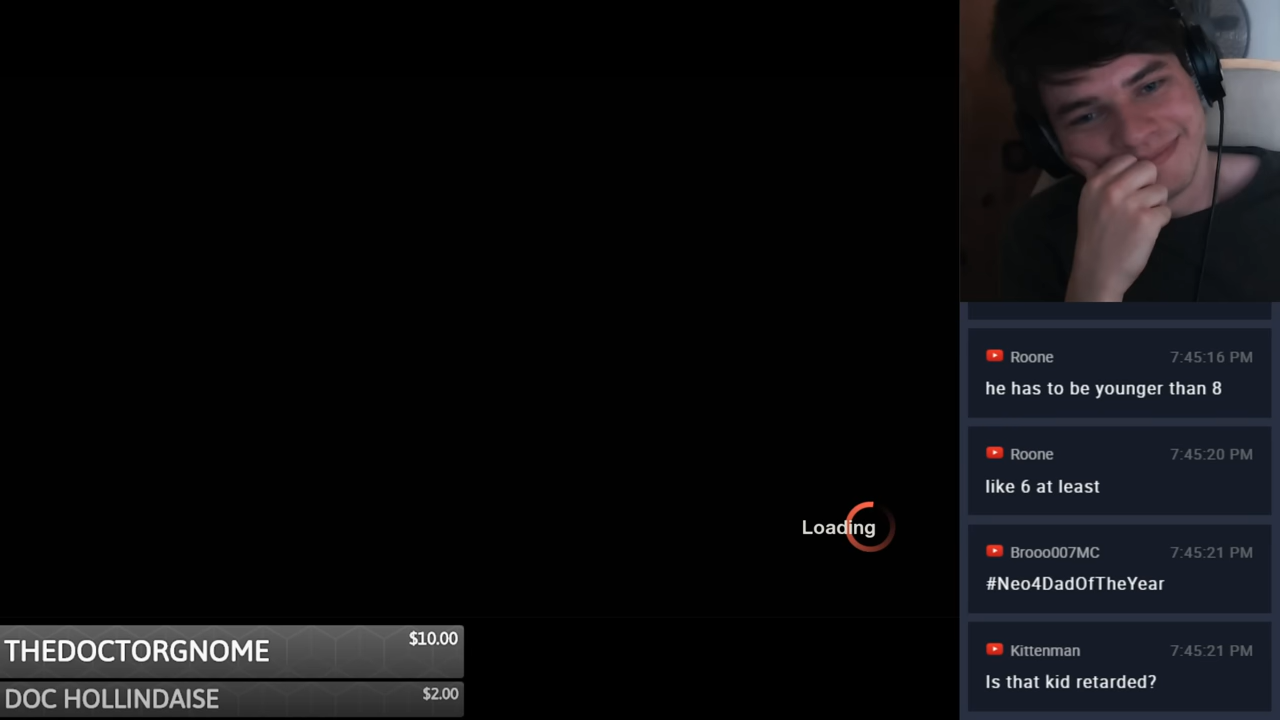 Roone 7:45:16 PM
he has to be younger than 8
Roone 7:45:20 PM
like 6 at least
Loading
Brooo007MC 7:45:21 PM
#Neo4DadOfTheYear
THEDOCTORGNOME $10.00
Kittenman 7:45:21 PM
Is that kid retarded?
DOC HOLLINDAISE $2.00